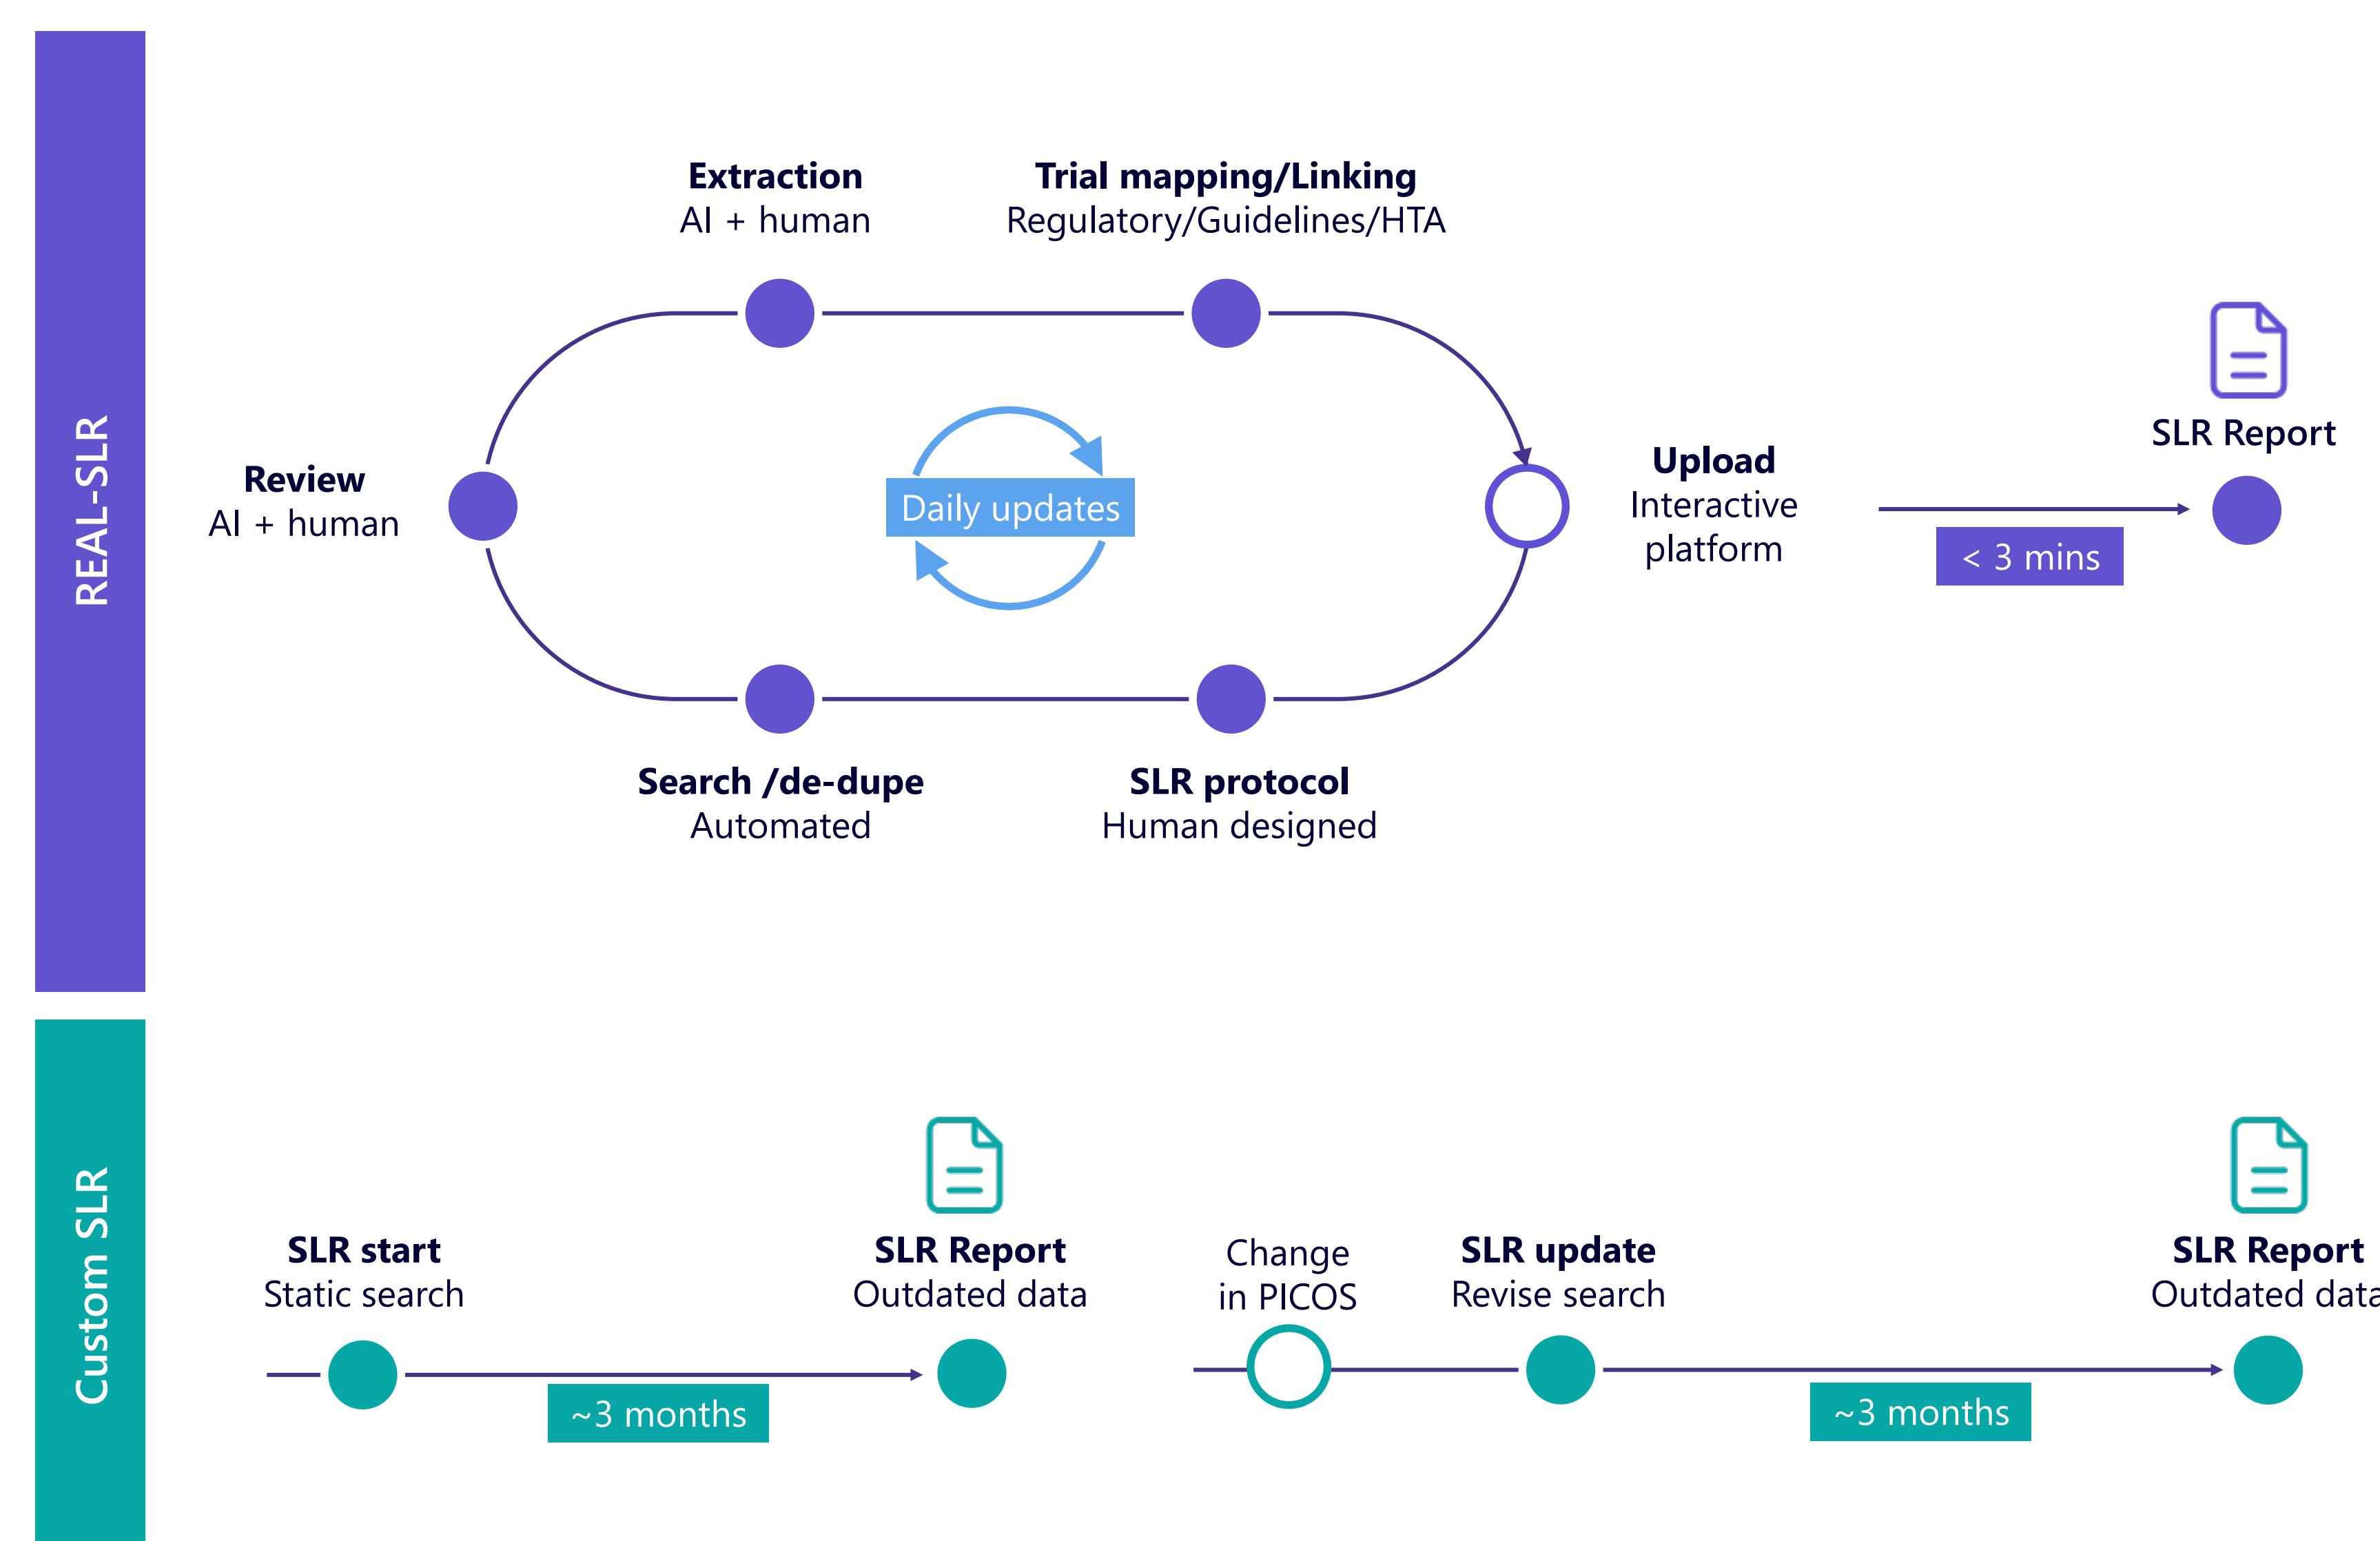 REAL-SLR
Extraction
AI + human
Trial mapping/Linking
Regulatory/Guidelines/HTA
Review
AI + human
Daily updates
Upload
Interactive
platform
SLR Report
< 3 mins
Search /de-dupe
Automated
SLR protocol
Human designed
Custom SLR
SLR start
Static search
~3 months
SLR Report
Outdated data
Change
in PICOS
SLR update
Revise search
~3 months
SLR Report
Outdated data